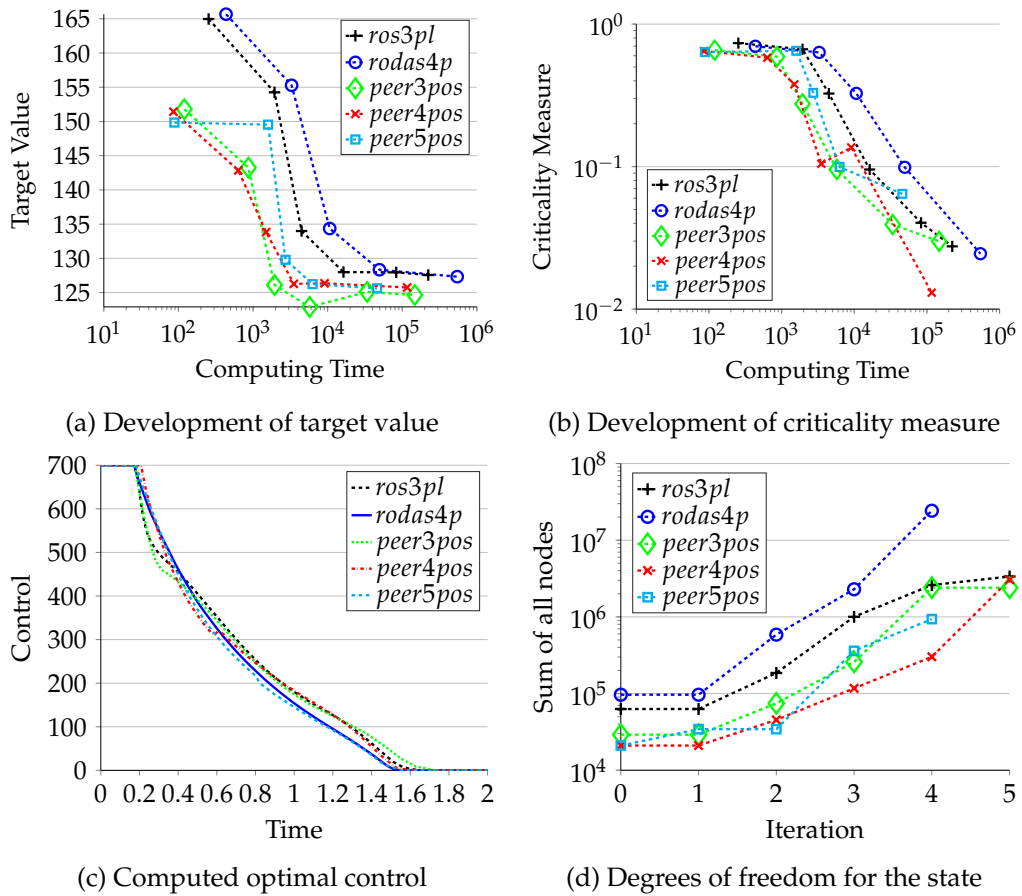 165
160
155
150
145
140
135
130
125
Target Value
ros3pl
rodas4p
peer3pos
peer4pos
peer5pos
10^1 10^2 10^3 10^4 10^5 10^6
Computing Time
(a) Development of target value
10^0
10^−1
10^−2
Criticality Measure
ros3pl
rodas4p
peer3pos
peer4pos
peer5pos
10^1 10^2 10^3 10^4 10^5 10^6
Computing Time
(b) Development of criticality measure
700
600
500
400
300
200
100
0
Control
ros3pl
rodas4p
peer3pos
peer4pos
peer5pos
0 0.2 0.4 0.6 0.8 1 1.2 1.4 1.6 1.8 2
Time
(c) Computed optimal control
10^8
10^7
10^6
10^5
10^4
Sum of all nodes
ros3pl
rodas4p
peer3pos
peer4pos
peer5pos
0 1 2 3 4 5
Iteration
(d) Degrees of freedom for the state